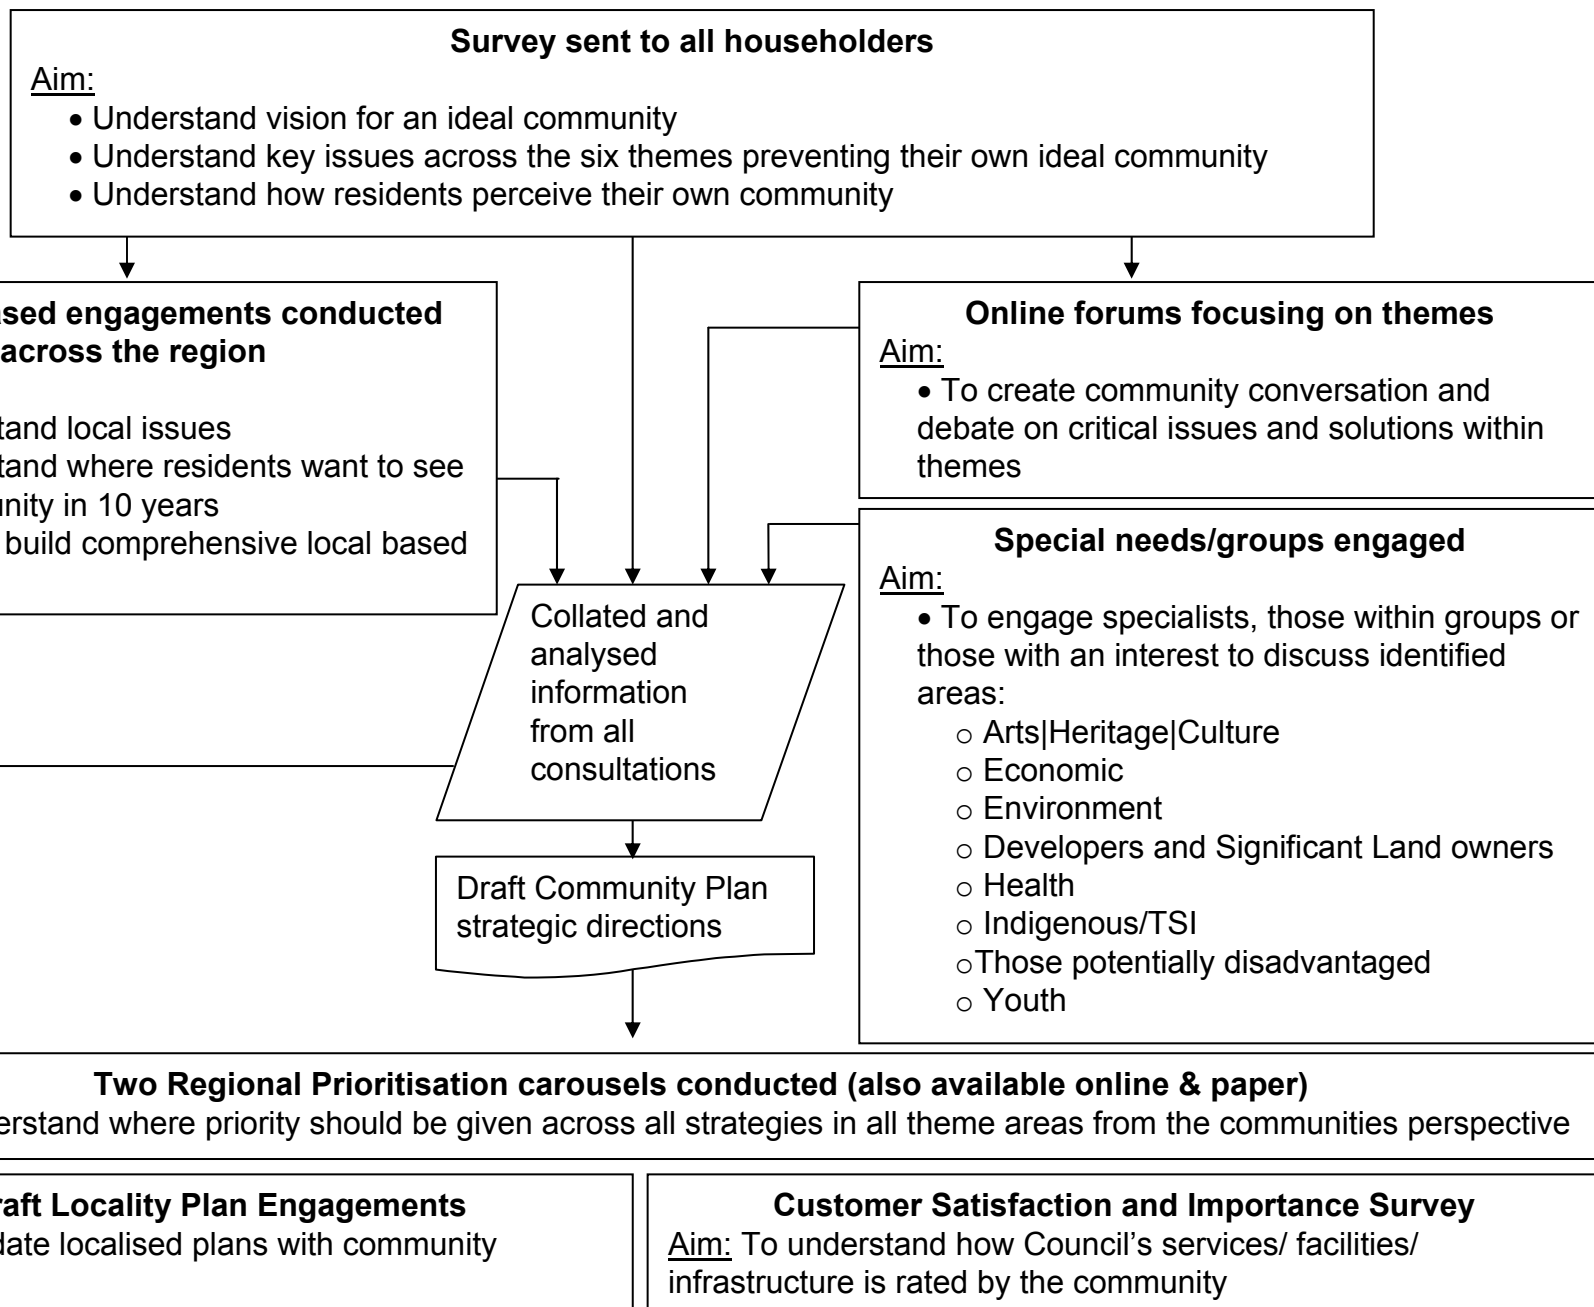 Survey sent to all householders
Aim:
• Understand vision for an ideal community
• Understand key issues across the six themes preventing their own ideal community
• Understand how residents perceive their own community
engagements conducted
across the region
local issues
where residents want to see
in 10 years
build comprehensive local based
Online forums focusing on themes
Aim:
• To create community conversation and
debate on critical issues and solutions within
themes
Special needs/groups engaged
Aim:
• To engage specialists, those within groups or
those with an interest to discuss identified
areas:
o Arts|Heritage|Culture
o Economic
o Environment
o Developers and Significant Land owners
o Health
o Indigenous/TSI
oThose potentially disadvantaged
o Youth
Collated and
analysed
information
from all
consultations
Draft Community Plan
strategic directions
Two Regional Prioritisation carousels conducted (also available online & paper)
where priority should be given across all strategies in all theme areas from the communities perspective
Locality Plan Engagements
localised plans with community
Customer Satisfaction and Importance Survey
Aim: To understand how Council's services/ facilities/
infrastructure is rated by the community